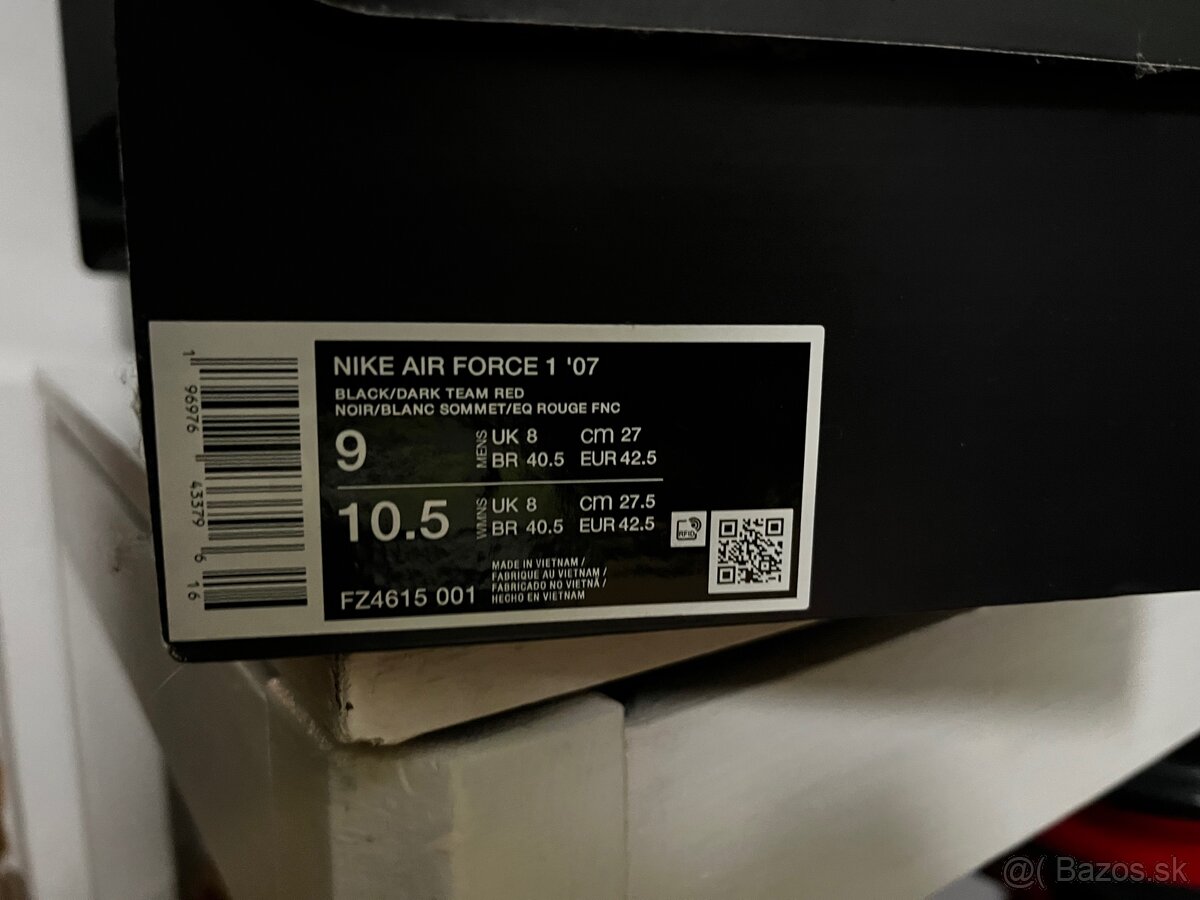 NIKE AIR FORCE 1 '07
BLACK/DARK TEAM RED
NOIR/BLANC SOMMET/EQ ROUGE FNC
9 MENS UK 8 cm 27
BR 40.5 EUR 42.5
10.5 WMNS UK 8 cm 27.5
BR 40.5 EUR 42.5
RFID
MADE IN VIETNAM /
FABRIQUE AU VIETNAM /
FABRICADO NO VIETNÃ /
HECHO EN VIETNAM
FZ4615 001
1 96976 43379 6 16
@( Bazos.sk